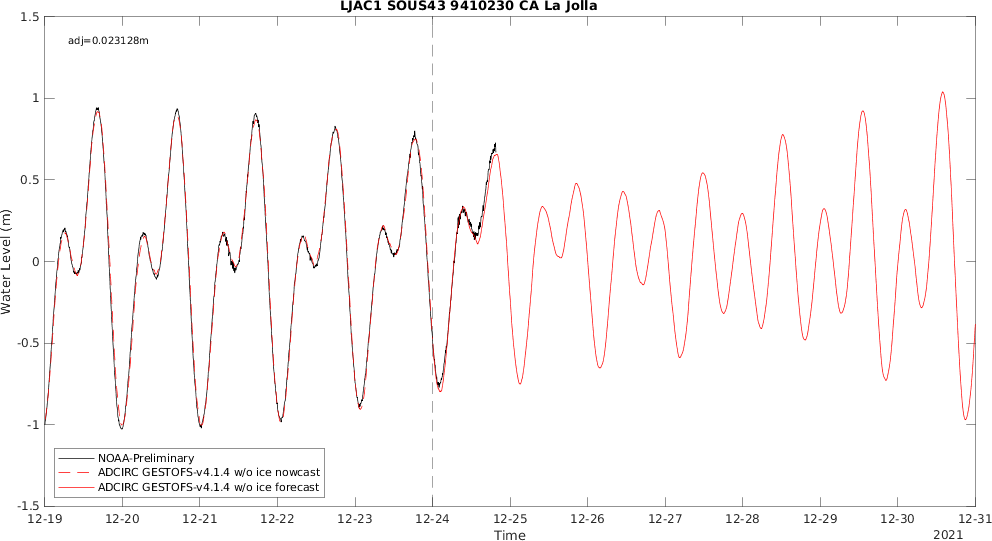 LJAC1 SOUS43 9410230 CA La Jolla
adj=0.023128m
1.5
1
0.5
0
-0.5
-1
-1.5
Water Level (m)
NOAA-Preliminary
ADCIRC GESTOFS-v4.1.4 w/o ice nowcast
ADCIRC GESTOFS-v4.1.4 w/o ice forecast
12-19 12-20 12-21 12-22 12-23 12-24 12-25 12-26 12-27 12-28 12-29 12-30 12-31
Time
2021